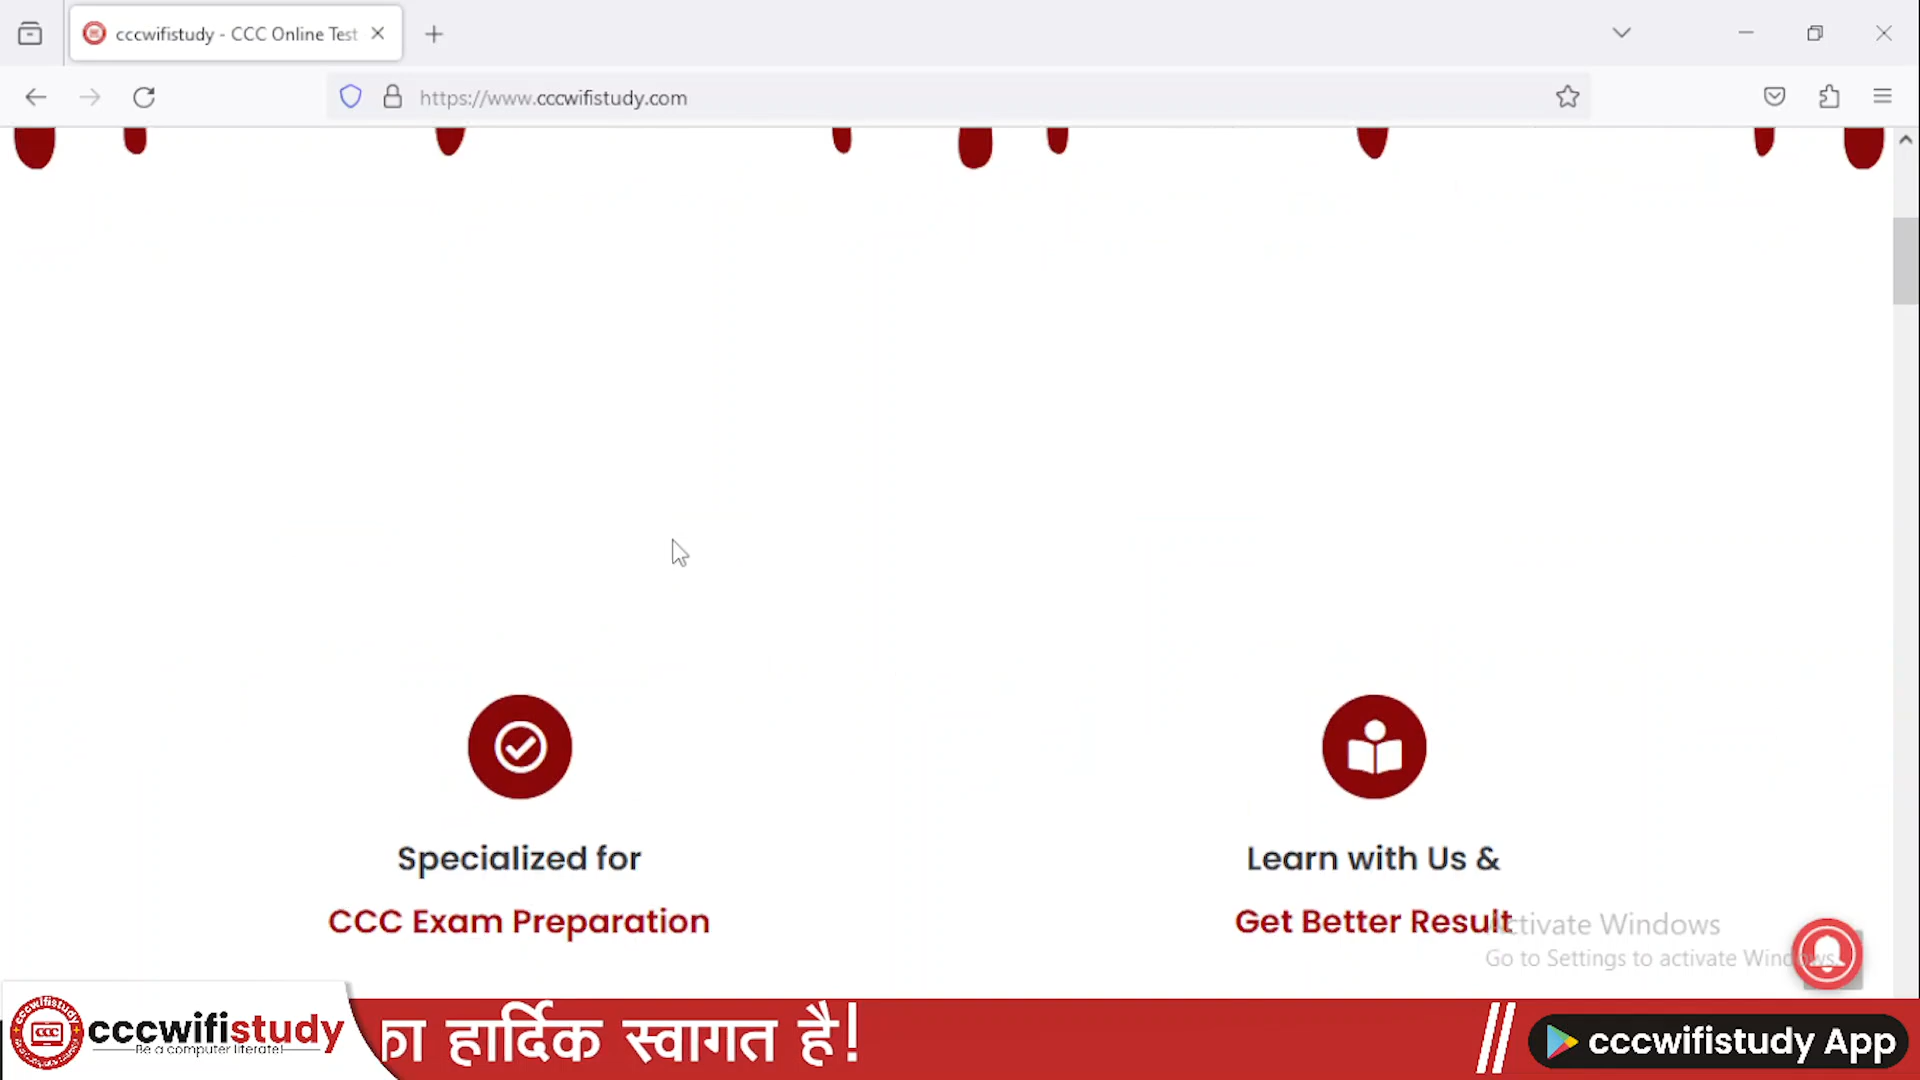 cccwifistudy - CCC Online Test
https://www.cccwifistudy.com
Specialized for
CCC Exam Preparation
Learn with Us &
Get Better Result
Activate Windows
Go to Settings to activate Windows.
cccwifistudy
Be a computer literate!
का हार्दिक स्वागत है!
cccwifistudy App